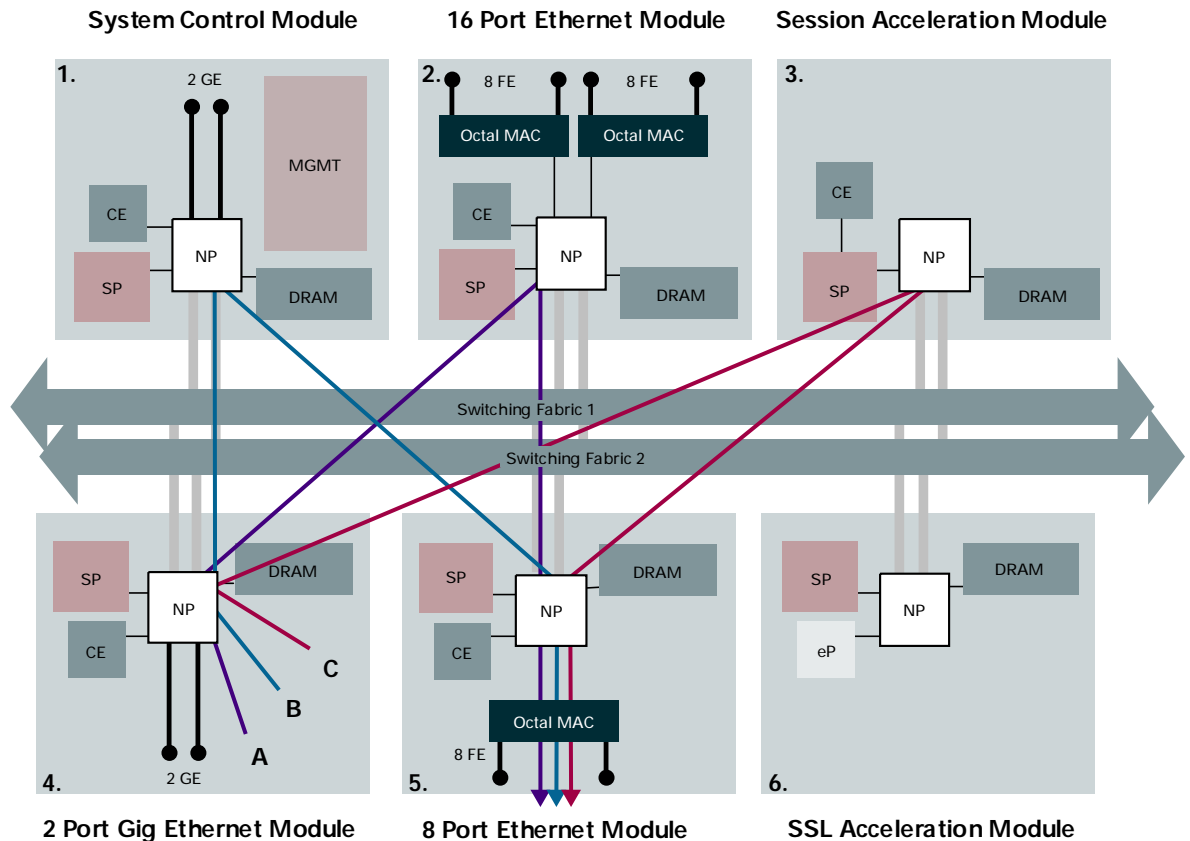 System Control Module
16 Port Ethernet Module
Session Acceleration Module
1.
2 GE
MGMT
CE
NP
SP
DRAM
2.
8 FE
8 FE
Octal MAC
Octal MAC
CE
NP
SP
DRAM
3.
CE
NP
SP
DRAM
Switching Fabric 1
Switching Fabric 2
SP
DRAM
NP
CE
C
B
A
2 GE
4.
SP
DRAM
NP
CE
Octal MAC
8 FE
5.
SP
DRAM
NP
eP
6.
2 Port Gig Ethernet Module
8 Port Ethernet Module
SSL Acceleration Module